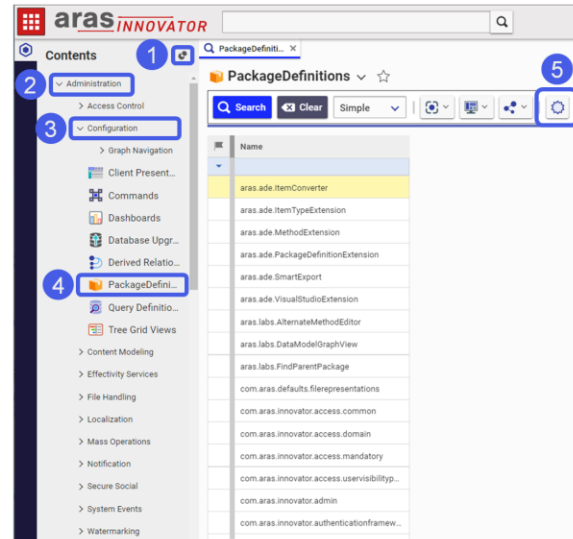 aras INNOVATOR
Contents
1
PackageDefiniti... ×
2
Administration
PackageDefinitions
5
Access Control
Search
Clear
Simple
3
Configuration
Graph Navigation
Name
Client Present...
Commands
aras.ade.ItemConverter
Dashboards
aras.ade.ItemTypeExtension
Database Upgr...
aras.ade.MethodExtension
Derived Relatio...
aras.ade.PackageDefinitionExtension
4
PackageDefini...
aras.ade.SmartExport
Query Definitio...
aras.ade.VisualStudioExtension
Tree Grid Views
aras.labs.AlternateMethodEditor
Content Modeling
aras.labs.DataModelGraphView
Effectivity Services
aras.labs.FindParentPackage
File Handling
com.aras.defaults.filerepresentations
Localization
com.aras.innovator.access.common
Mass Operations
com.aras.innovator.access.domain
Notification
com.aras.innovator.access.mandatory
Secure Social
com.aras.innovator.access.uservisibilityp...
System Events
com.aras.innovator.admin
Watermarking
com.aras.innovator.authenticationframew...